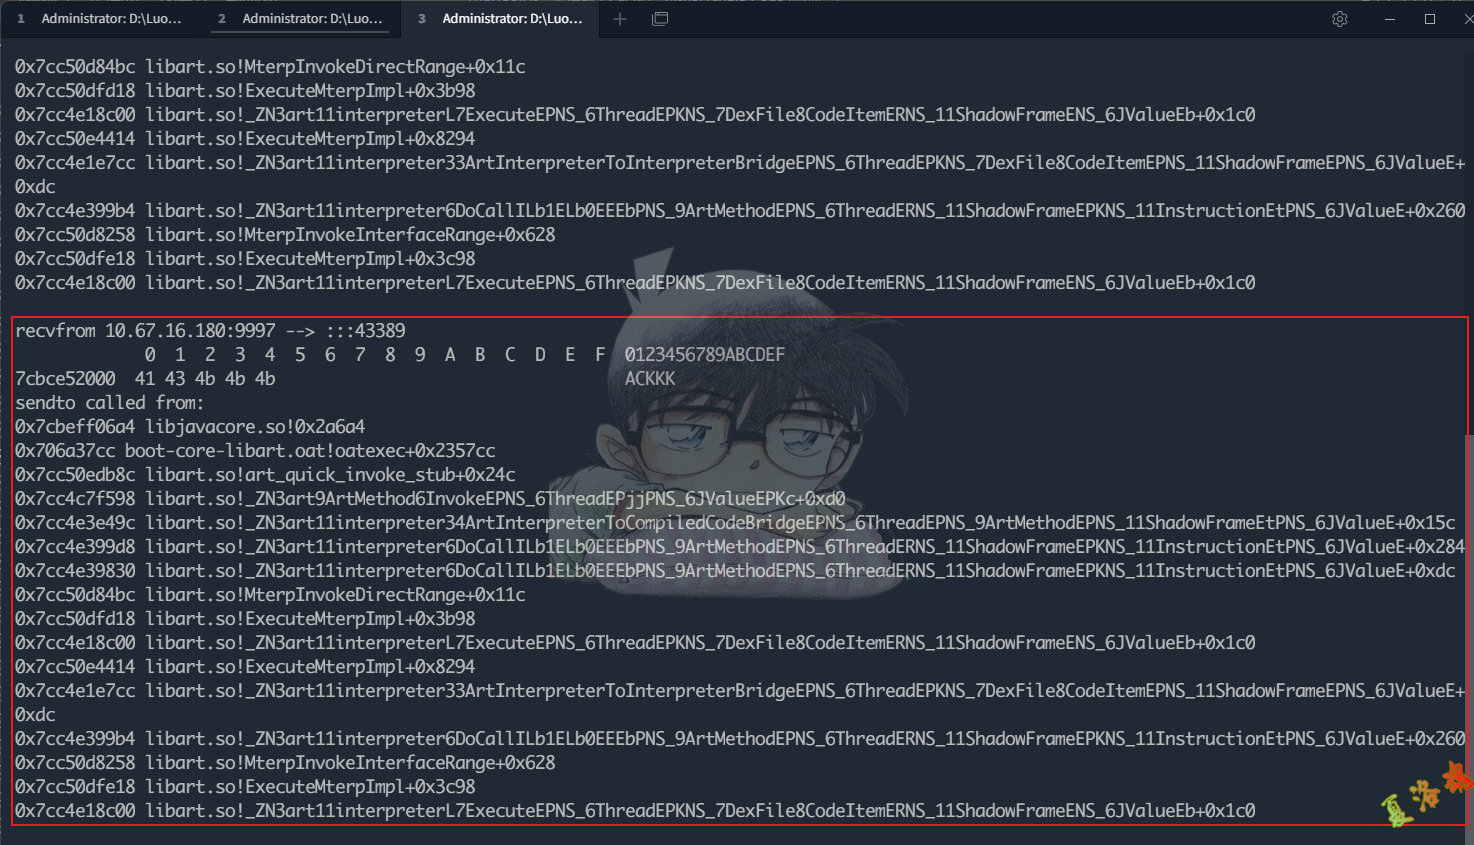 1 Administrator: D:\Luo... 2 Administrator: D:\Luo... 3 Administrator: D:\Luo...
0x7cc50d84bc libart.so!MterpInvokeDirectRange+0x11c
0x7cc50dfd18 libart.so!ExecuteMterpImpl+0x3b98
0x7cc4e18c00 libart.so!_ZN3art11interpreterL7ExecuteEPNS_6ThreadEPKNS_7DexFile8CodeItemERNS_11ShadowFrameENS_6JValueEb+0x1c0
0x7cc50e4414 libart.so!ExecuteMterpImpl+0x8294
0x7cc4e1e7cc libart.so!_ZN3art11interpreter33ArtInterpreterToInterpreterBridgeEPNS_6ThreadEPKNS_7DexFile8CodeItemEPNS_11ShadowFrameEPNS_6JValueE+
0xdc
0x7cc4e399b4 libart.so!_ZN3art11interpreter6DoCallILb1ELb0EEEbPNS_9ArtMethodEPNS_6ThreadERNS_11ShadowFrameEPKNS_11InstructionEtPNS_6JValueE+0x260
0x7cc50d8258 libart.so!MterpInvokeInterfaceRange+0x628
0x7cc50dfe18 libart.so!ExecuteMterpImpl+0x3c98
0x7cc4e18c00 libart.so!_ZN3art11interpreterL7ExecuteEPNS_6ThreadEPKNS_7DexFile8CodeItemERNS_11ShadowFrameENS_6JValueEb+0x1c0
recvfrom 10.67.16.180:9997 --> :::43389
0 1 2 3 4 5 6 7 8 9 A B C D E F 0123456789ABCDEF
7cbce52000 41 43 4b 4b 4b ACKKK
sendto called from:
0x7cbeff06a4 libjavacore.so!0x2a6a4
0x706a37cc boot-core-libart.oat!oatexec+0x2357cc
0x7cc50edb8c libart.so!art_quick_invoke_stub+0x24c
0x7cc4c7f598 libart.so!_ZN3art9ArtMethod6InvokeEPNS_6ThreadEPjjPNS_6JValueEPKc+0xd0
0x7cc4e3e49c libart.so!_ZN3art11interpreter34ArtInterpreterToCompiledCodeBridgeEPNS_6ThreadEPNS_9ArtMethodEPNS_11ShadowFrameEtPNS_6JValueE+0x15c
0x7cc4e399d8 libart.so!_ZN3art11interpreter6DoCallILb1ELb0EEEbPNS_9ArtMethodEPNS_6ThreadERNS_11ShadowFrameEPKNS_11InstructionEtPNS_6JValueE+0x284
0x7cc4e39830 libart.so!_ZN3art11interpreter6DoCallILb1ELb0EEEbPNS_9ArtMethodEPNS_6ThreadERNS_11ShadowFrameEPKNS_11InstructionEtPNS_6JValueE+0xdc
0x7cc50d84bc libart.so!MterpInvokeDirectRange+0x11c
0x7cc50dfd18 libart.so!ExecuteMterpImpl+0x3b98
0x7cc4e18c00 libart.so!_ZN3art11interpreterL7ExecuteEPNS_6ThreadEPKNS_7DexFile8CodeItemERNS_11ShadowFrameENS_6JValueEb+0x1c0
0x7cc50e4414 libart.so!ExecuteMterpImpl+0x8294
0x7cc4e1e7cc libart.so!_ZN3art11interpreter33ArtInterpreterToInterpreterBridgeEPNS_6ThreadEPKNS_7DexFile8CodeItemEPNS_11ShadowFrameEPNS_6JValueE+
0xdc
0x7cc4e399b4 libart.so!_ZN3art11interpreter6DoCallILb1ELb0EEEbPNS_9ArtMethodEPNS_6ThreadERNS_11ShadowFrameEPKNS_11InstructionEtPNS_6JValueE+0x260
0x7cc50d8258 libart.so!MterpInvokeInterfaceRange+0x628
0x7cc50dfe18 libart.so!ExecuteMterpImpl+0x3c98
0x7cc4e18c00 libart.so!_ZN3art11interpreterL7ExecuteEPNS_6ThreadEPKNS_7DexFile8CodeItemERNS_11ShadowFrameENS_6JValueEb+0x1c0